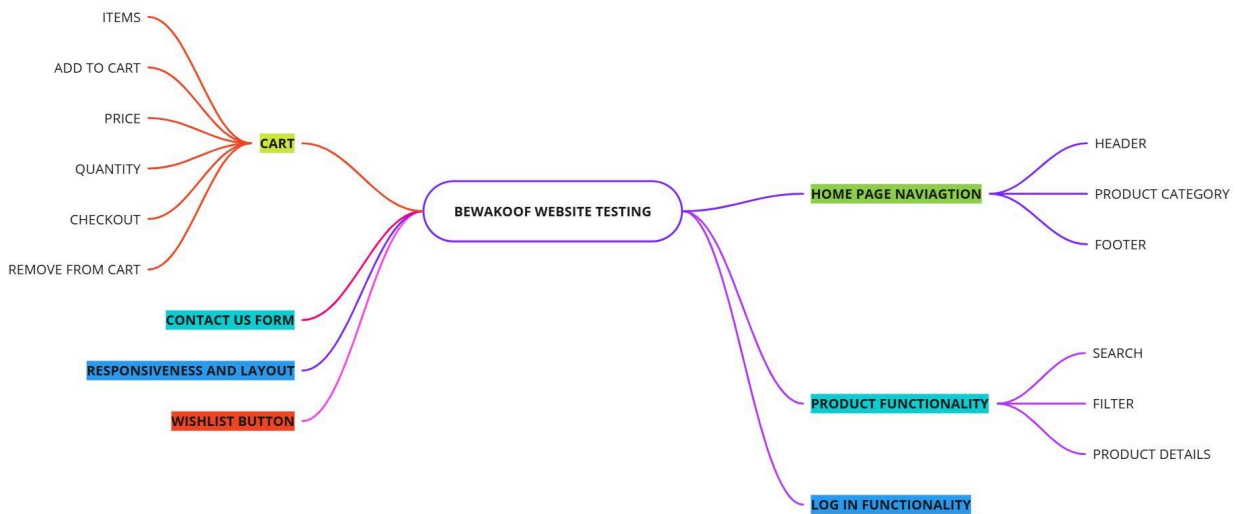 ITEMS
ADD TO CART
PRICE
QUANTITY
CHECKOUT
REMOVE FROM CART
CART
CONTACT US FORM
RESPONSIVENESS AND LAYOUT
WISHLIST BUTTON
BEWAKOOF WEBSITE TESTING
HOME PAGE NAVIAGTION
HEADER
PRODUCT CATEGORY
FOOTER
PRODUCT FUNCTIONALITY
SEARCH
FILTER
PRODUCT DETAILS
LOG IN FUNCTIONALITY